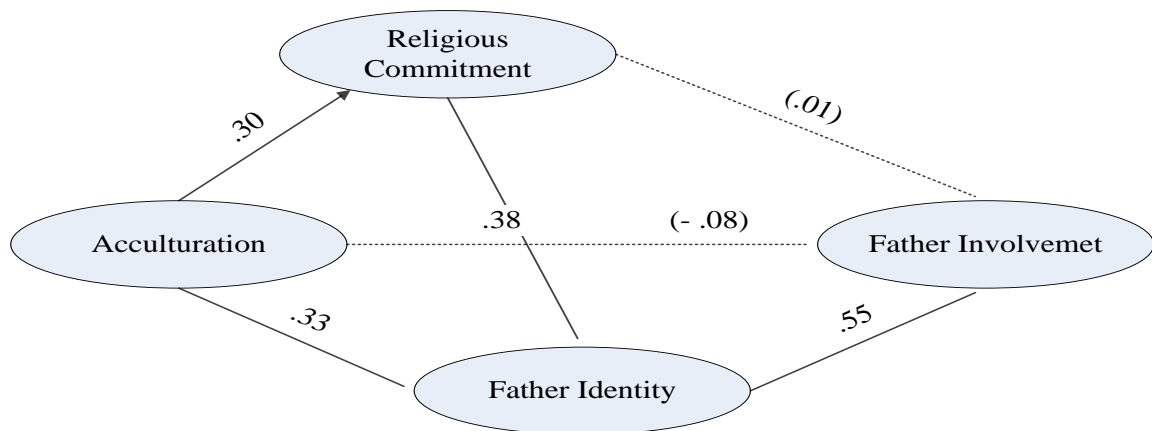 Religious
Commitment
(.01)
.30
.38
(- .08)
Acculturation
Father Involvemet
.33
.55
Father Identity